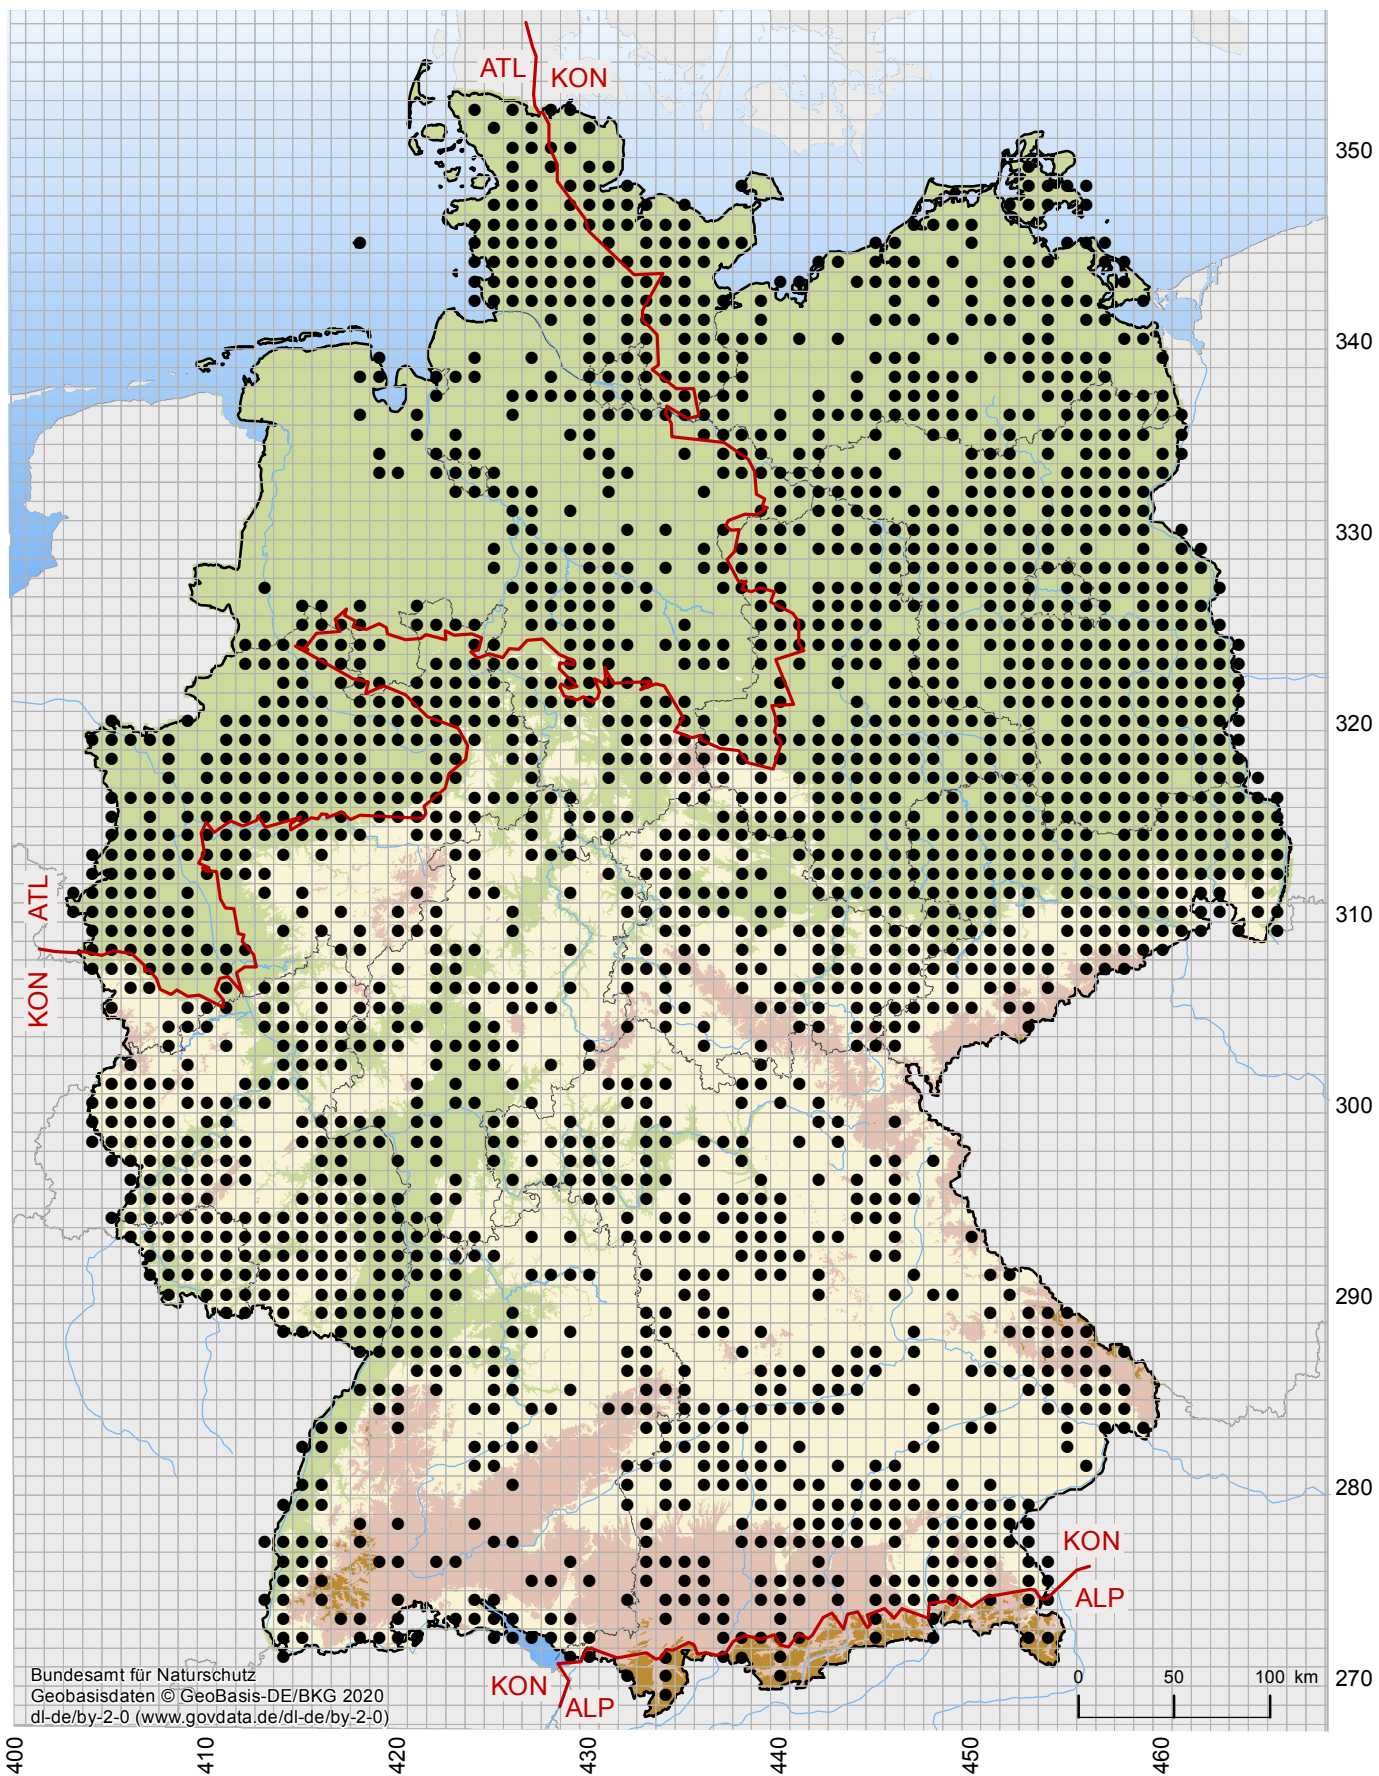 ATL
KON
350
340
330
320
ATL
310
KON
300
290
280
KON
ALP
Bundesamt für Naturschutz
Geobasisdaten © GeoBasis-DE/BKG 2020
dl-de/by-2-0 (www.govdata.de/dl-de/by-2-0)
KON
ALP
0 50 100 km
270
400 410 420 430 440 450 460